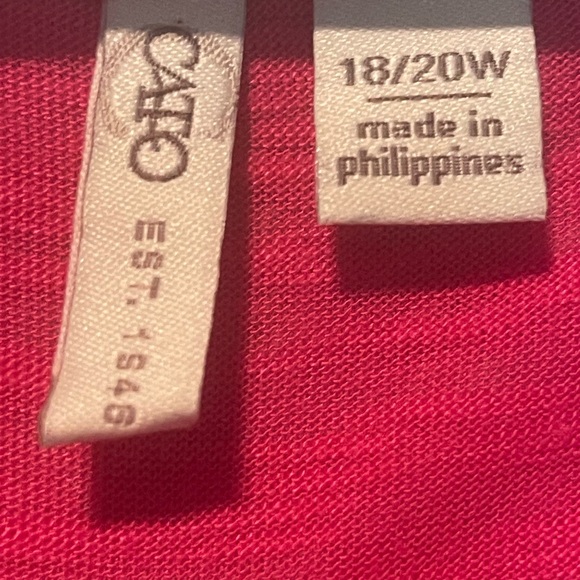 CATO
EST. 1946
18/20W
made in
philippines